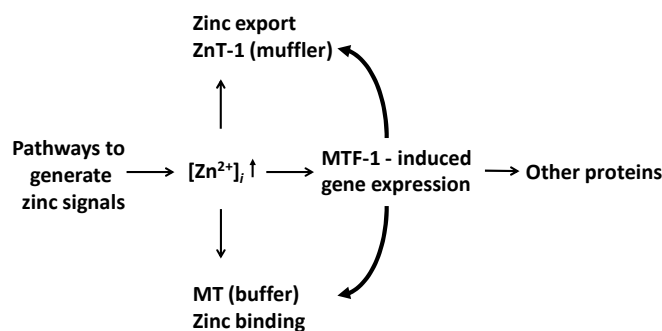 Zinc export
ZnT-1 (muffler)
Pathways to
generate
zinc signals
[Zn²⁺]ᵢ ↑
MTF-1 - induced
gene expression
Other proteins
MT (buffer)
Zinc binding